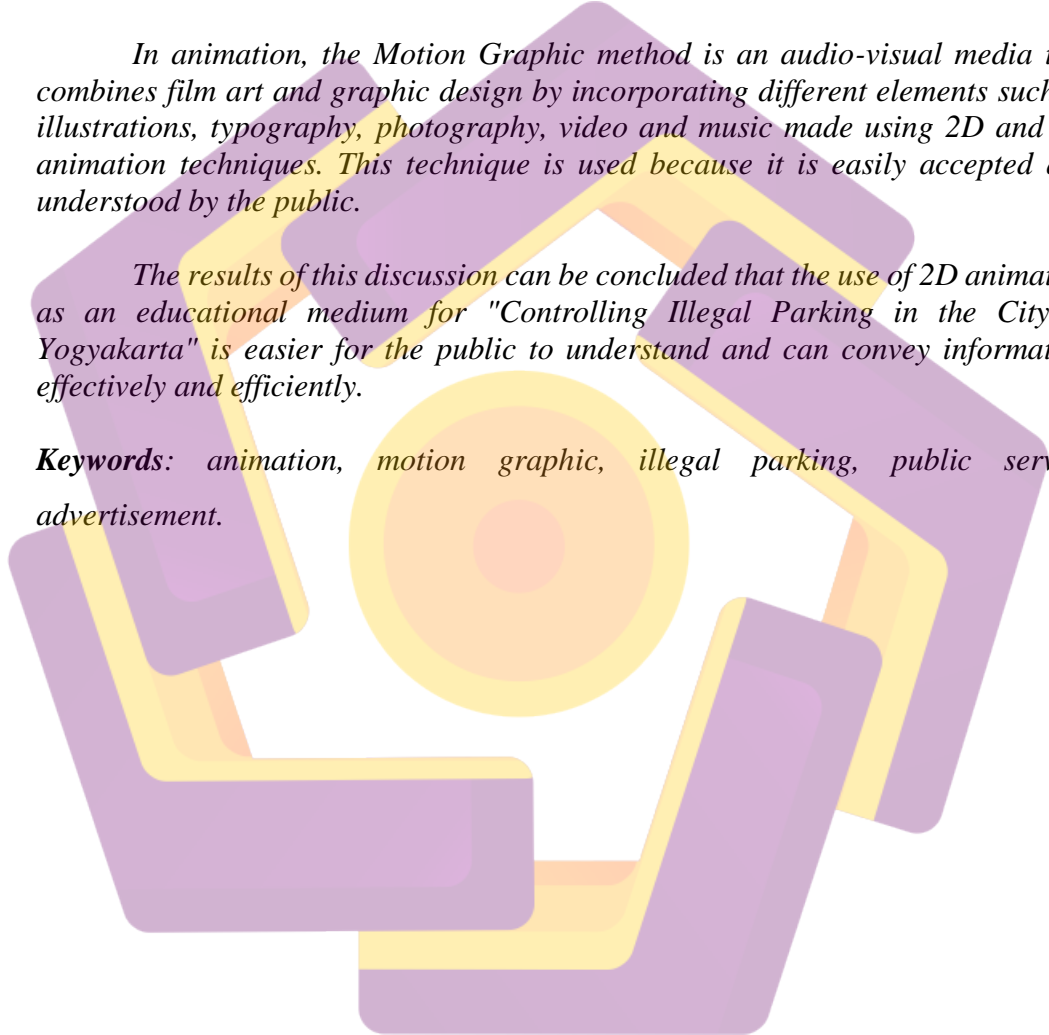 In animation, the Motion Graphic method is an audio-visual media
combines film art and graphic design by incorporating different elements such
illustrations, typography, photography, video and music made using 2D and
animation techniques. This technique is used because it is easily accepted
understood by the public.
The results of this discussion can be concluded that the use of 2D
as an educational medium for "Controlling Illegal Parking in the City
Yogyakarta" is easier for the public to understand and can convey
effectively and efficiently.
Keywords: animation, motion graphic, illegal parking, public
advertisement.